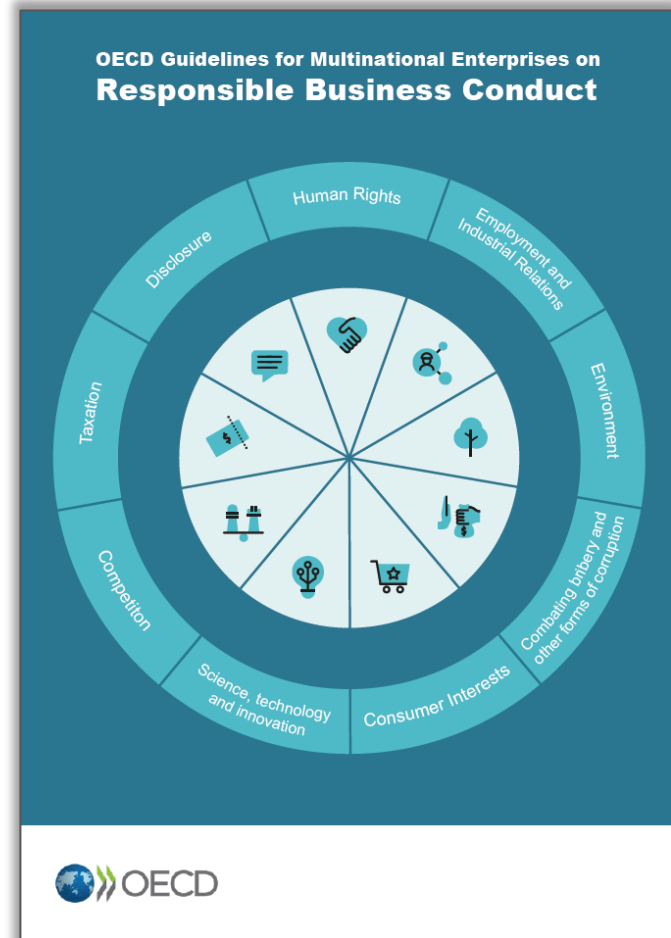 OECD Guidelines for Multinational Enterprises on
Responsible Business Conduct
Human Rights
Employment and
Industrial Relations
Environment
Combating bribery and
other forms of corruption
Consumer Interests
Science, technology
and innovation
Competiton
Taxation
Disclosure
$
$
OECD